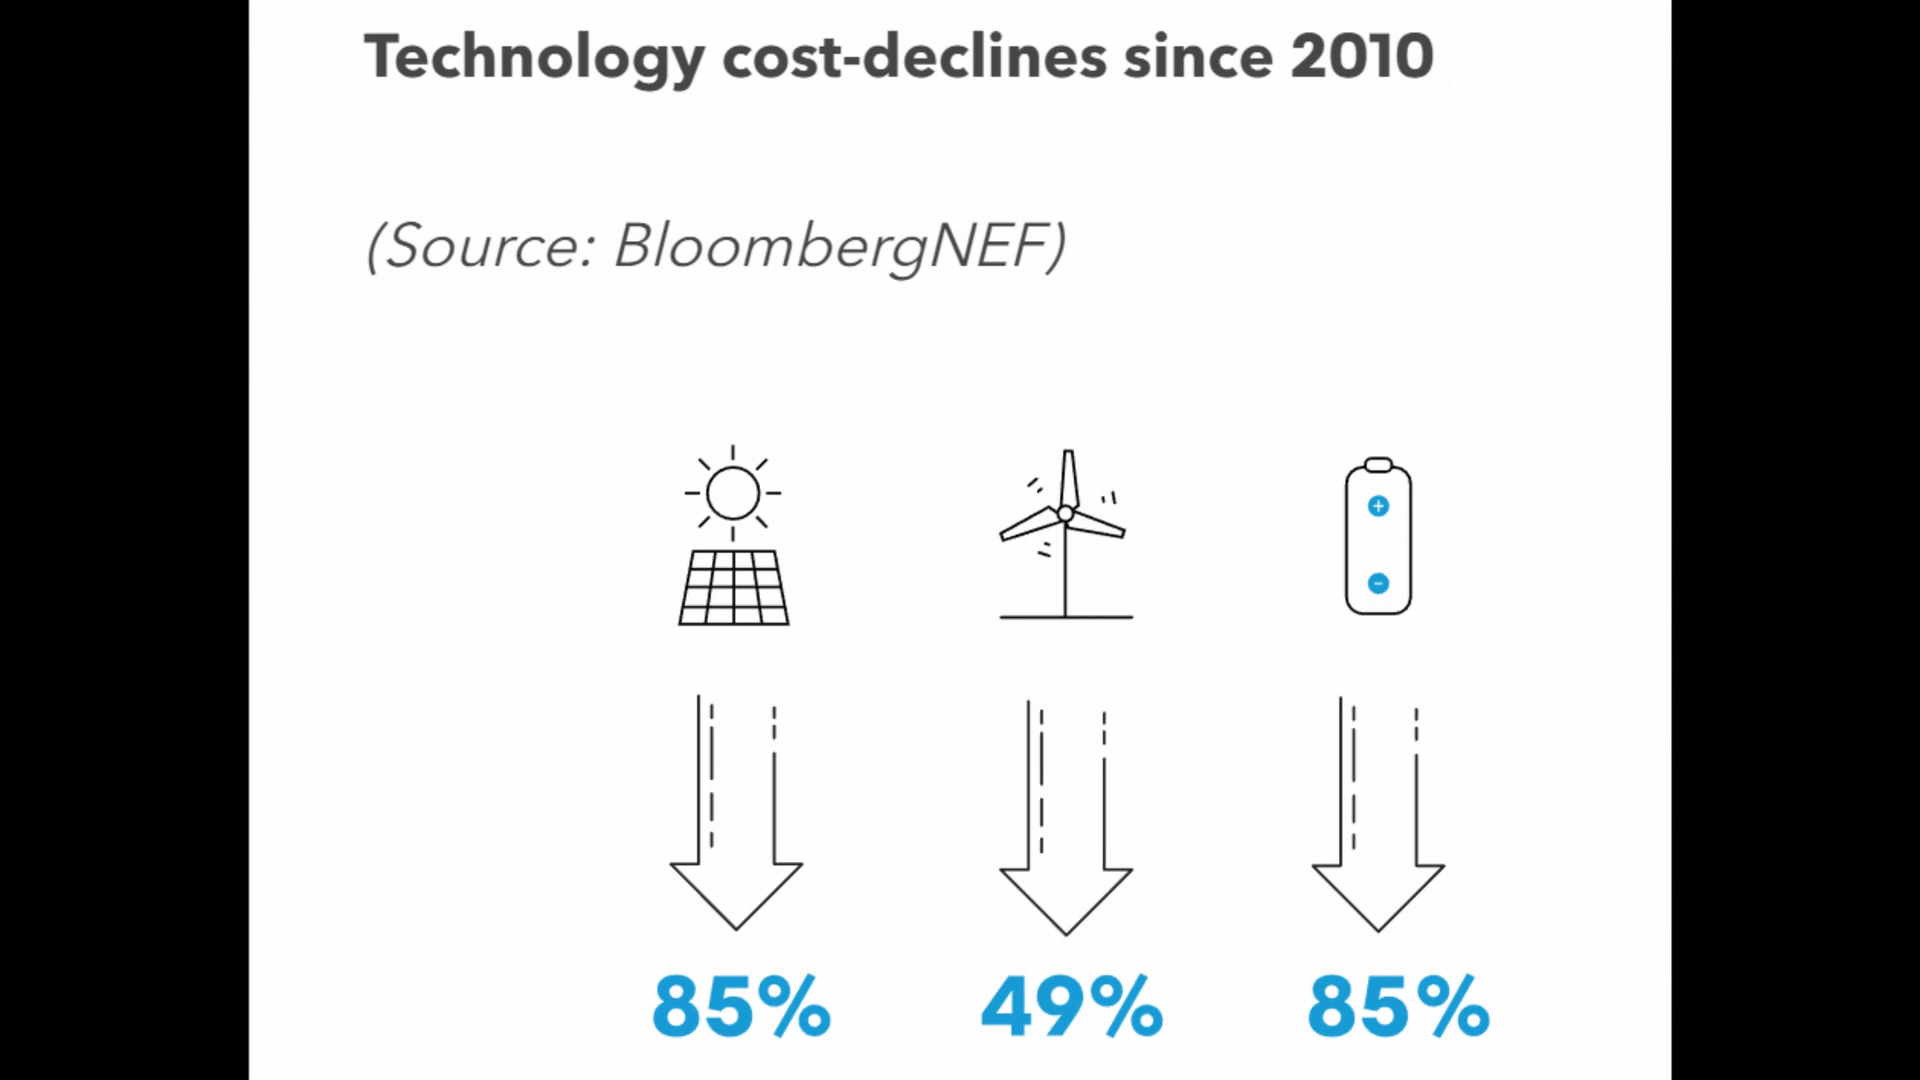 Technology cost-declines since 2010
(Source: BloombergNEF)
+
-
85% 49% 85%